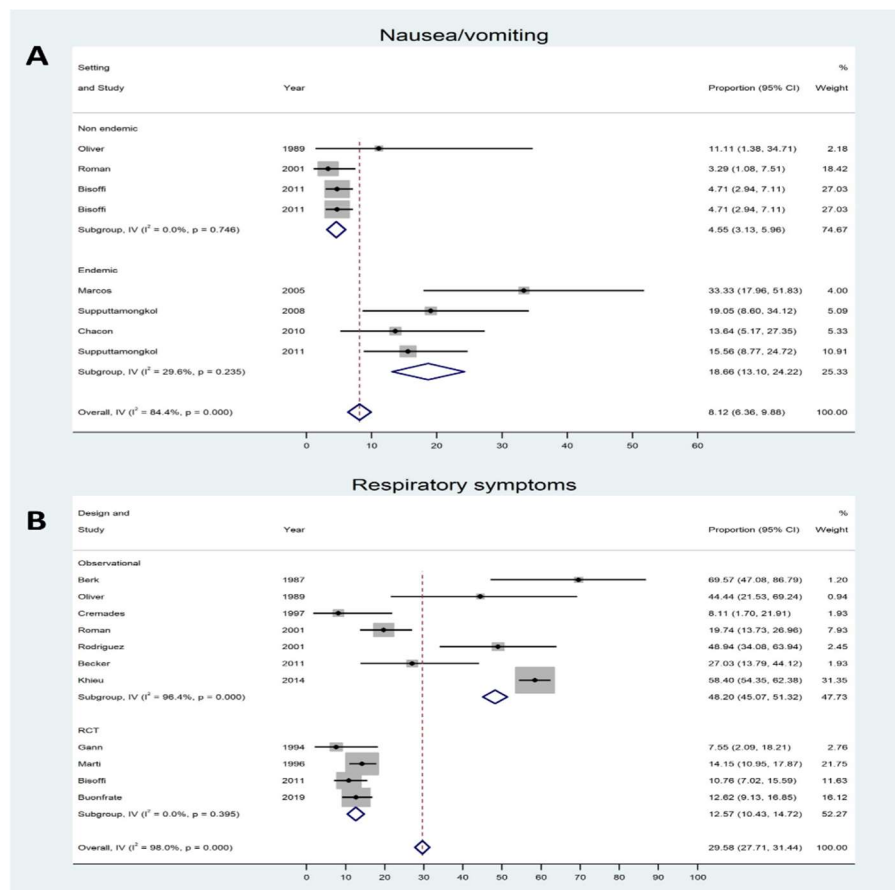 Nausea/vomiting
A
Setting %
and Study Year Proportion (95% CI) Weight
Non endemic
Oliver 1989 11.11 (1.38, 34.71) 2.18
Roman 2001 3.29 (1.08, 7.51) 18.42
Bisoffi 2011 4.71 (2.94, 7.11) 27.03
Bisoffi 2011 4.71 (2.94, 7.11) 27.03
Subgroup, IV (I² = 0.0%, p = 0.746) 4.55 (3.13, 5.96) 74.67
Endemic
Marcos 2005 33.33 (17.96, 51.83) 4.00
Supputtamongkol 2008 19.05 (8.60, 34.12) 5.09
Chacon 2010 13.64 (5.17, 27.35) 5.33
Supputtamongkol 2011 15.56 (8.77, 24.72) 10.91
Subgroup, IV (I² = 29.6%, p = 0.235) 18.66 (13.10, 24.22) 25.33
Overall, IV (I² = 84.4%, p = 0.000) 8.12 (6.36, 9.88) 100.00
0 10 20 30 40 50 60
Respiratory symptoms
B
Design and %
Study Year Proportion (95% CI) Weight
Observational
Berk 1987 69.57 (47.08, 86.79) 1.20
Oliver 1989 44.44 (21.53, 69.24) 0.94
Cremades 1997 8.11 (1.70, 21.91) 1.93
Roman 2001 19.74 (13.73, 26.96) 7.93
Rodriguez 2001 48.94 (34.08, 63.94) 2.45
Becker 2011 27.03 (13.79, 44.12) 1.93
Khieu 2014 58.40 (54.35, 62.38) 31.35
Subgroup, IV (I² = 96.4%, p = 0.000) 48.20 (45.07, 51.32) 47.73
RCT
Gann 1994 7.55 (2.09, 18.21) 2.76
Marti 1996 14.15 (10.95, 17.87) 21.75
Bisoffi 2011 10.76 (7.02, 15.59) 11.63
Buonfrate 2019 12.62 (9.13, 16.85) 16.12
Subgroup, IV (I² = 0.0%, p = 0.395) 12.57 (10.43, 14.72) 52.27
Overall, IV (I² = 98.0%, p = 0.000) 29.58 (27.71, 31.44) 100.00
0 10 20 30 40 50 60 70 80 90 100